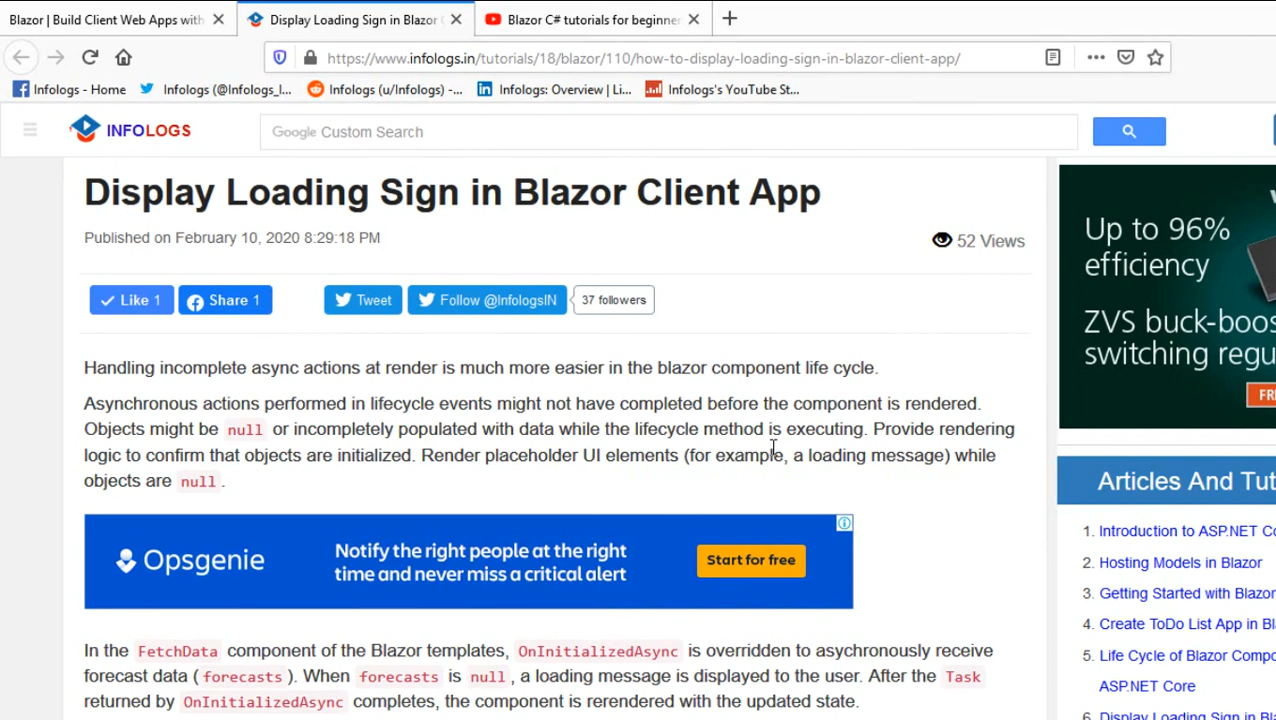 Blazor | Build Client Web Apps with
Display Loading Sign in Blazor
Blazor C# tutorials for beginner
https://www.infologs.in/tutorials/18/blazor/110/how-to-display-loading-sign-in-blazor-client-app/
Infologs - Home
Infologs (@Infologs_I...
Infologs (u/Infologs) -...
Infologs: Overview | Li...
Infologs's YouTube St...
INFOLOGS
Google Custom Search
Display Loading Sign in Blazor Client App
Published on February 10, 2020 8:29:18 PM
52 Views
Like 1
Share 1
Tweet
Follow @InfologsIN
37 followers
Handling incomplete async actions at render is much more easier in the blazor component life cycle.
Asynchronous actions performed in lifecycle events might not have completed before the component is rendered.
Objects might be null or incompletely populated with data while the lifecycle method is executing. Provide rendering
logic to confirm that objects are initialized. Render placeholder UI elements (for example, a loading message) while
objects are null.
Opsgenie
Notify the right people at the right
time and never miss a critical alert
Start for free
In the FetchData component of the Blazor templates, OnInitializedAsync is overridden to asychronously receive
forecast data (forecasts). When forecasts is null, a loading message is displayed to the user. After the Task
returned by OnInitializedAsync completes, the component is rerendered with the updated state.
Up to 96%
efficiency
ZVS buck-boos
switching regu
FRE
Articles And Tut
1. Introduction to ASP.NET Co
2. Hosting Models in Blazor
3. Getting Started with Blazor
4. Create ToDo List App in Bl
5. Life Cycle of Blazor Compo
ASP.NET Core
6. Display Loading Sign in Bla